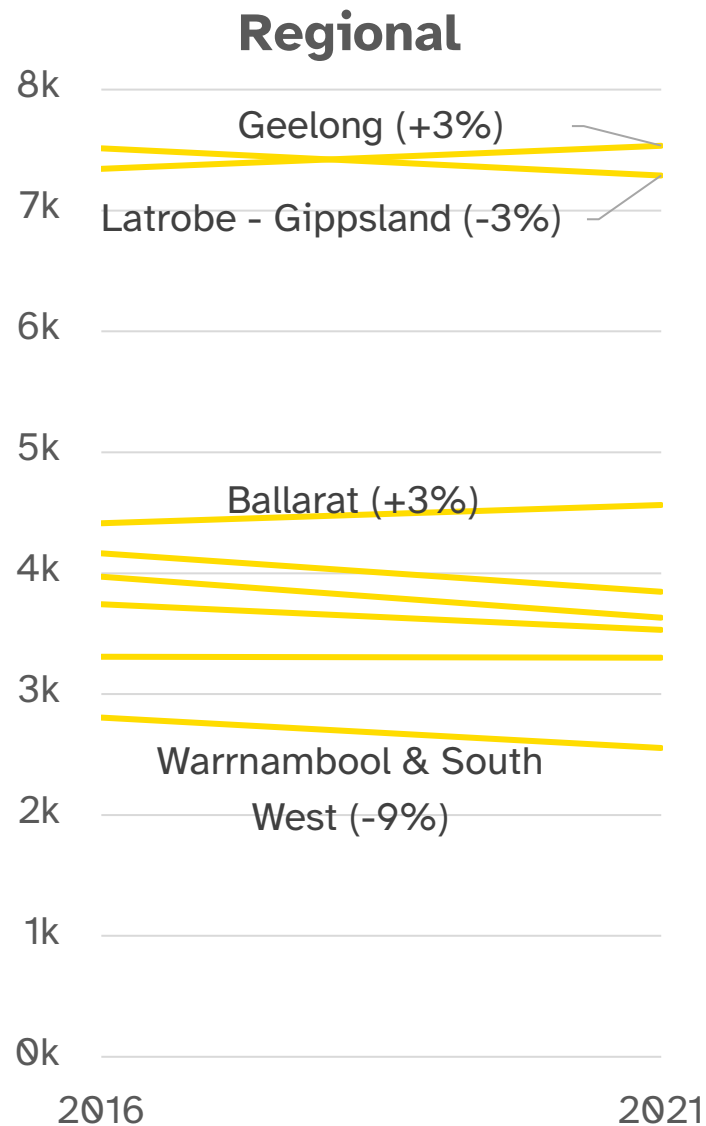 Regional
8k
Geelong (+3%)
7k
Latrobe - Gippsland (-3%)
6k
5k
Ballarat (+3%)
4k
3k
Warrnambool & South
West (-9%)
2k
1k
0k
2016
2021